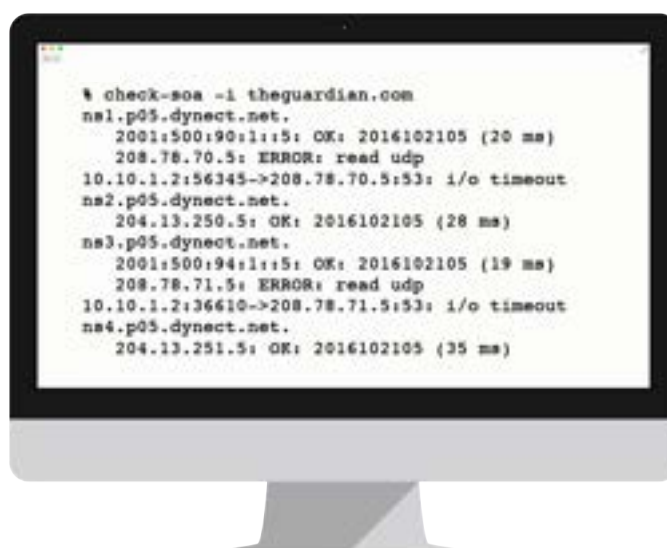 % check-soa -i theguardian.com
ns1.p05.dynect.net.
2001:500:90:1::5: OK: 2016102105 (20 ms)
208.78.70.5: ERROR: read udp
10.10.1.2:56345->208.78.70.5:53: i/o timeout
ns2.p05.dynect.net.
204.13.250.5: OK: 2016102105 (28 ms)
ns3.p05.dynect.net.
2001:500:94:1::5: OK: 2016102105 (19 ms)
208.78.71.5: ERROR: read udp
10.10.1.2:36610->208.78.71.5:53: i/o timeout
ns4.p05.dynect.net.
204.13.251.5: OK: 2016102105 (35 ms)